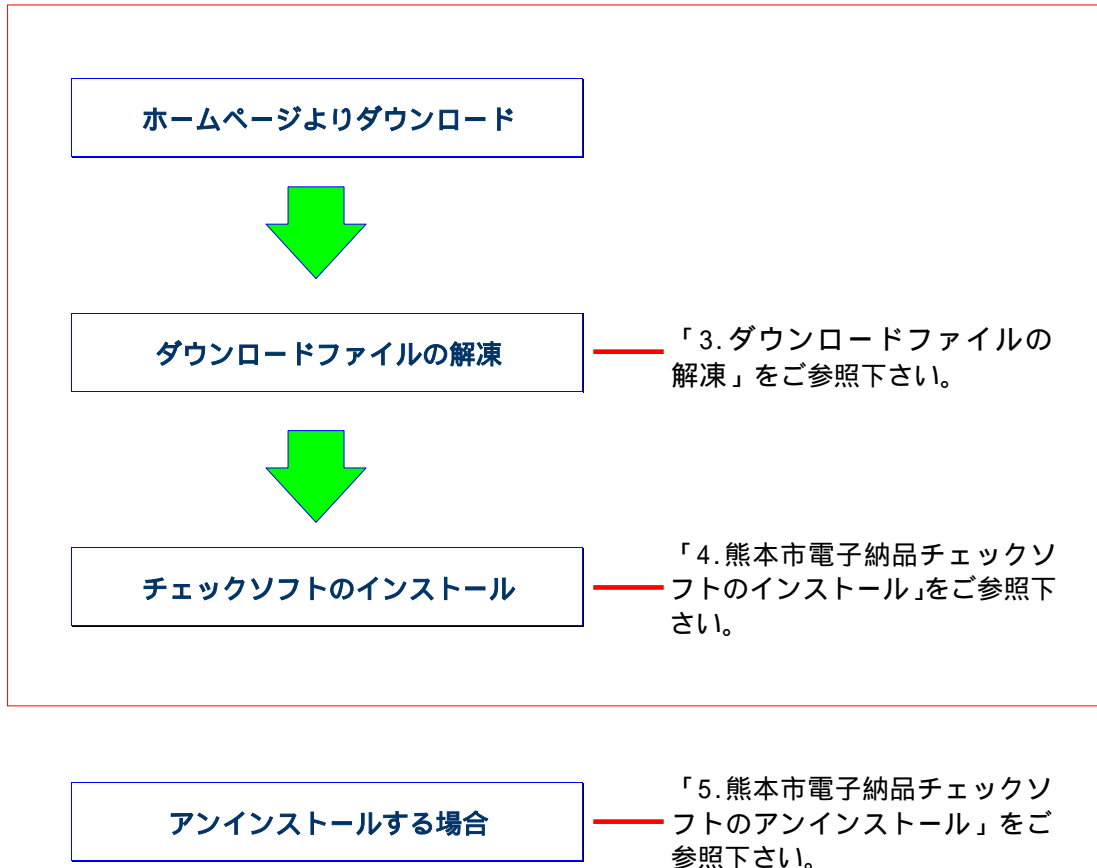 ホームページよりダウンロード
ダウンロードファイルの解凍
「3.ダウンロードファイルの
解凍」をご参照下さい。
チェックソフトのインストール
「4.熊本市電子納品チェックソ
フトのインストール」をご参照下
さい。
アンインストールする場合
「5.熊本市電子納品チェックソ
フトのアンインストール」をご
参照下さい。